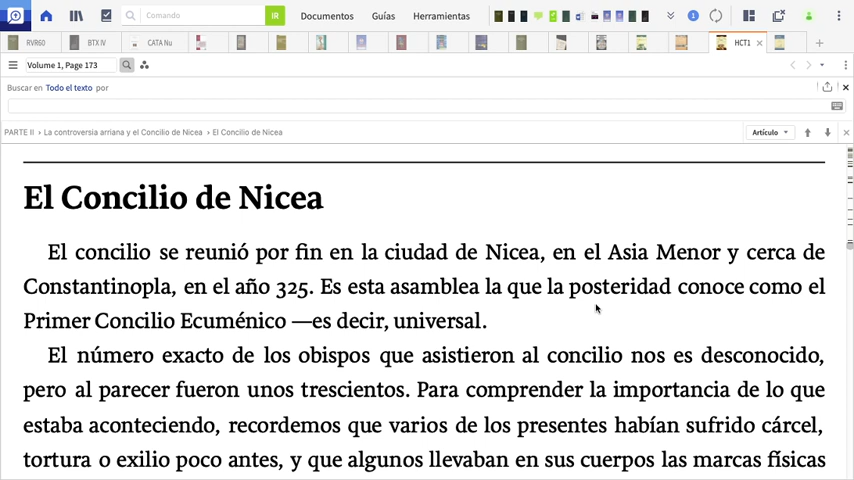 Comando
IR
Documentos
Guías
Herramientas
1
RVR60
BTX IV
CATA Nu
HCT1
Volume 1, Page 173
Buscar en Todo el texto por
PARTE II › La controversia arriana y el Concilio de Nicea › El Concilio de Nicea
Artículo
El Concilio de Nicea
El concilio se reunió por fin en la ciudad de Nicea, en el Asia Menor y cerca de
Constantinopla, en el año 325. Es esta asamblea la que la posteridad conoce como el
Primer Concilio Ecuménico —es decir, universal.
El número exacto de los obispos que asistieron al concilio nos es desconocido,
pero al parecer fueron unos trescientos. Para comprender la importancia de lo que
estaba aconteciendo, recordemos que varios de los presentes habían sufrido cárcel,
tortura o exilio poco antes, y que algunos llevaban en sus cuerpos las marcas físicas